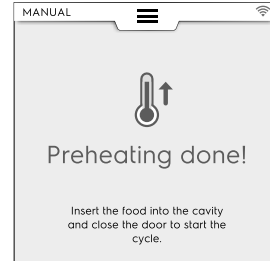 MANUAL
Preheating done!
Insert the food into the cavity
and close the door to start the
cycle.